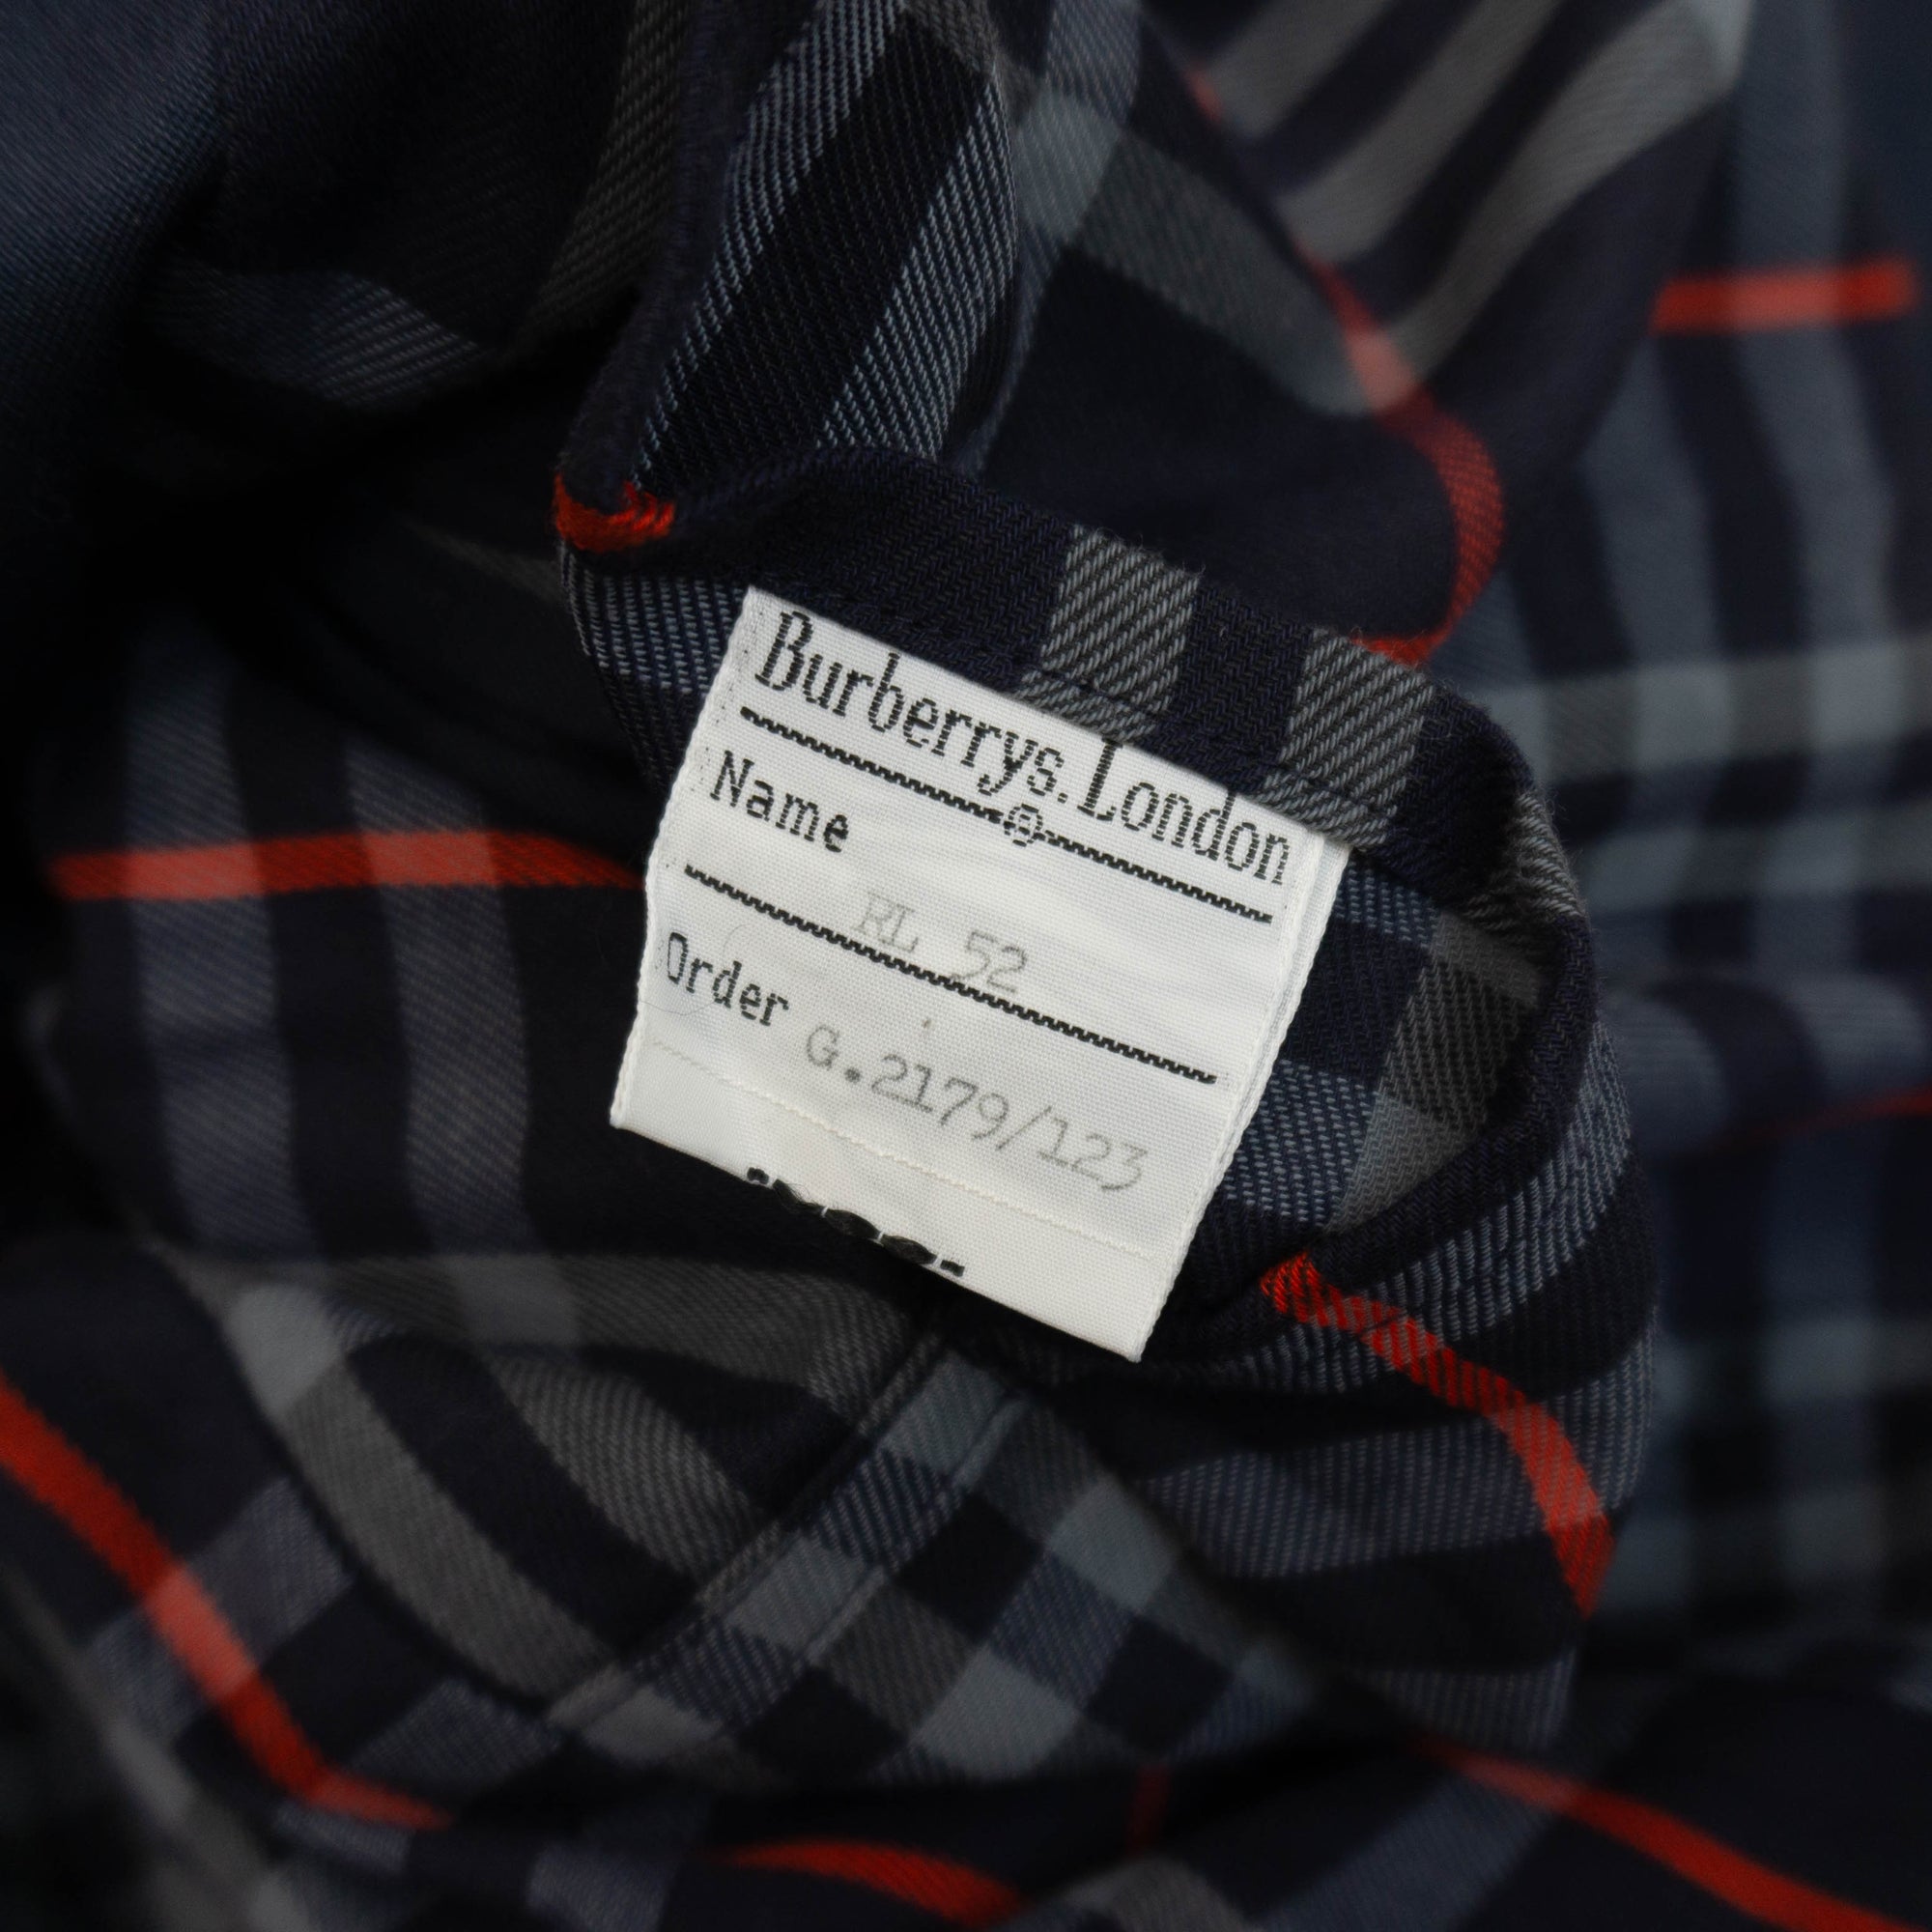 Burberrys. London
Name
RL 52
Order G.2179/123